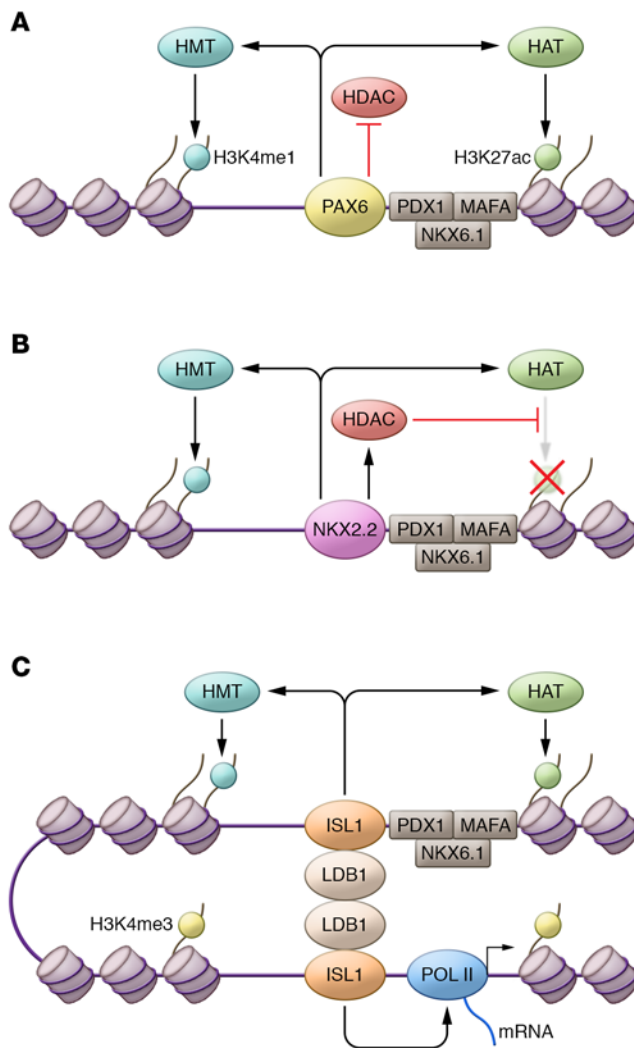 A
HMT
HAT
HDAC
H3K4me1
H3K27ac
PAX6
PDX1
MAFA
NKX6.1
B
HMT
HAT
HDAC
NKX2.2
PDX1
MAFA
NKX6.1
C
HMT
HAT
ISL1
PDX1
MAFA
NKX6.1
LDB1
H3K4me3
LDB1
ISL1
POL II
mRNA